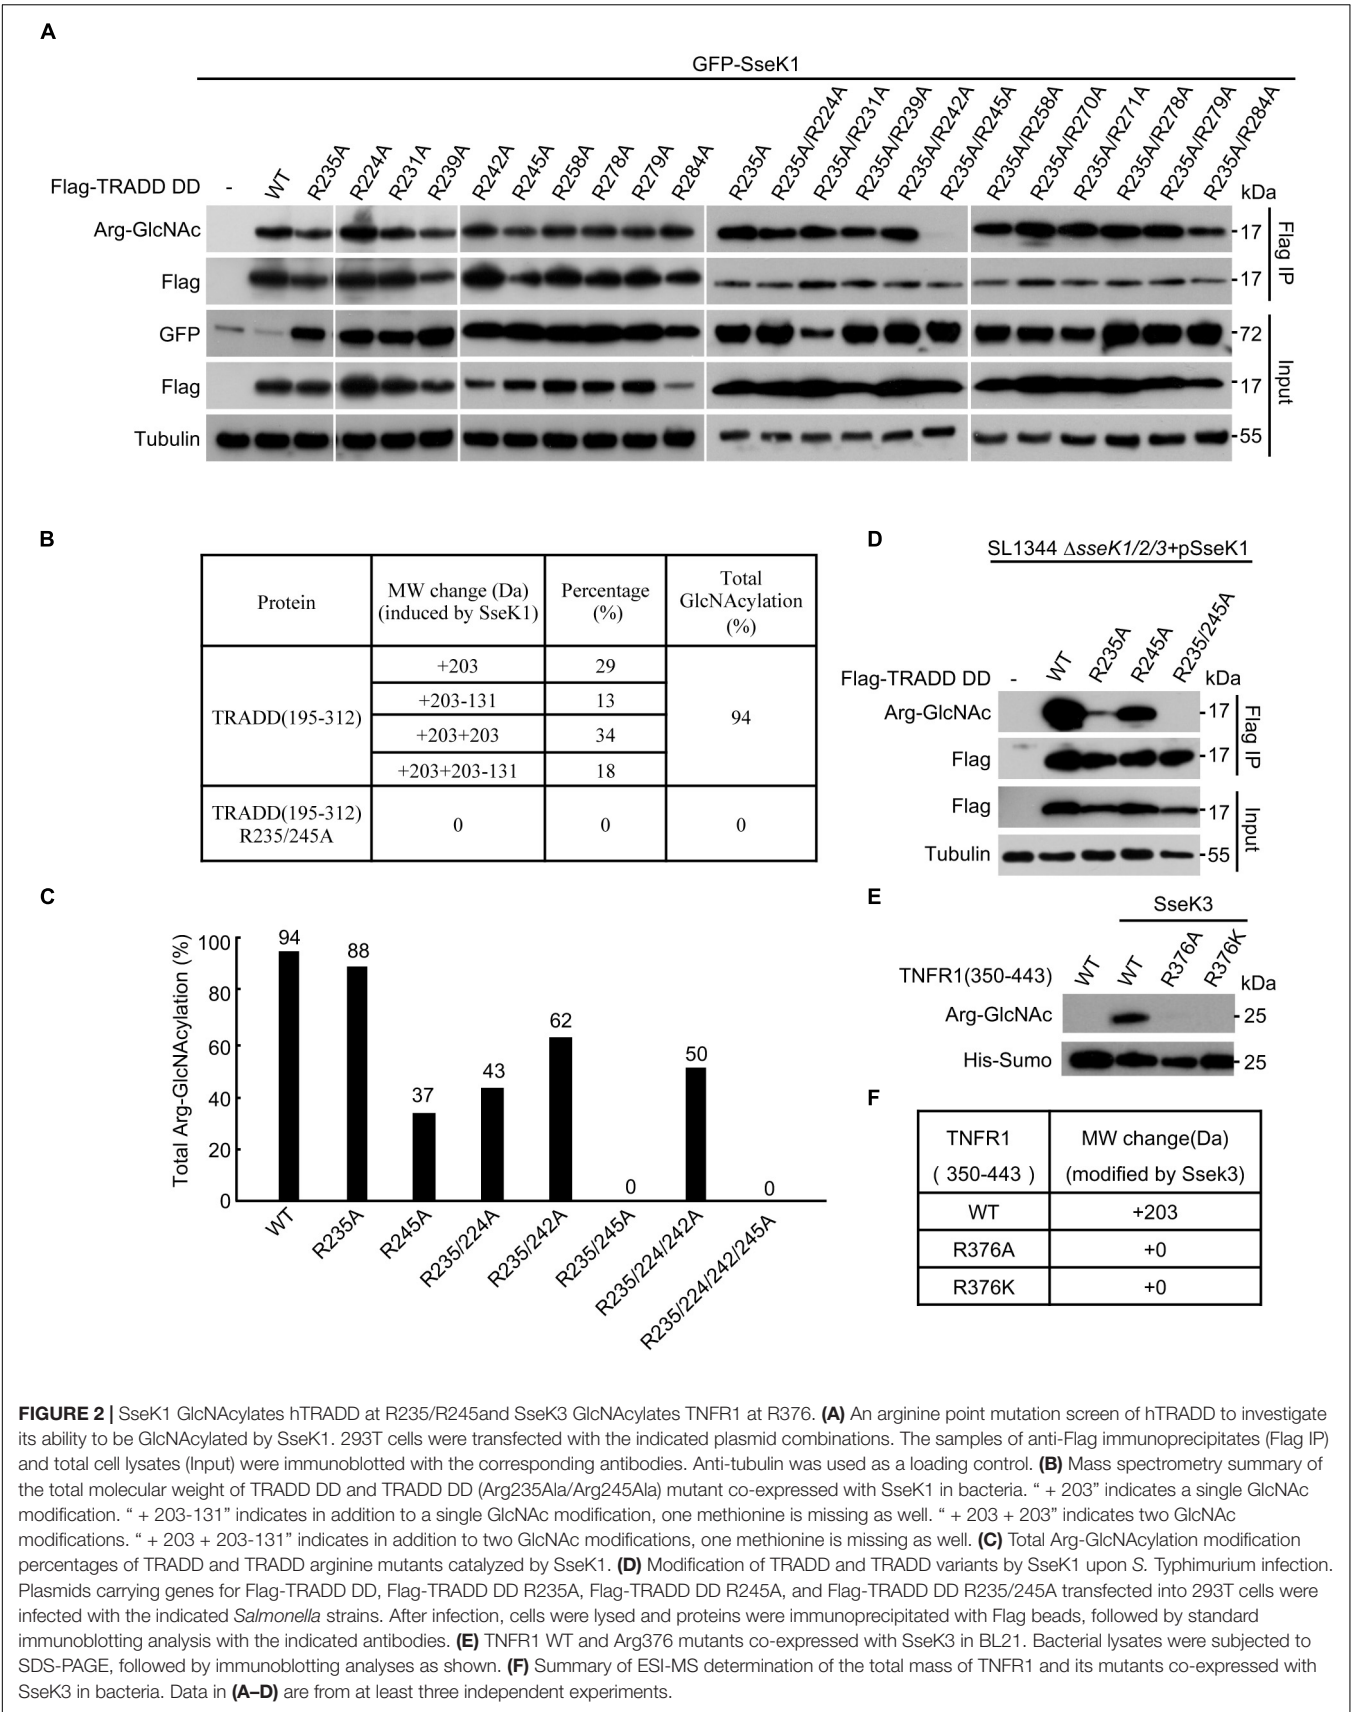 A
GFP-SseK1
Flag-TRADD DD - WT R235A R224A R231A R239A R242A R245A R258A R278A R279A R284A R235A R235A/R224A R235A/R231A R235A/R239A R235A/R242A R235A/R245A R235A/R258A R235A/R270A R235A/R271A R235A/R278A R235A/R279A R235A/R284A kDa
Arg-GlcNAc 17
Flag 17
Flag IP
GFP 72
Flag 17
Tubulin 55
Input
B
Protein
MW change (Da)
(induced by SseK1)
Percentage
(%)
Total
GlcNAcylation
(%)
TRADD(195-312)
+203 29
+203-131 13
+203+203 34
+203+203-131 18
94
TRADD(195-312)
R235/245A
0 0 0
C
Total Arg-GlcNAcylation (%)
100
80
60
40
20
0
94
88
37
43
62
0
50
0
WT
R235A
R245A
R235/224A
R235/242A
R235/245A
R235/224/242A
R235/224/242/245A
D
SL1344 ΔsseK1/2/3+pSseK1
Flag-TRADD DD - WT R235A R245A R235/245A kDa
Arg-GlcNAc 17
Flag 17
Flag IP
Flag 17
Tubulin 55
Input
E
SseK3
TNFR1(350-443) WT WT R376A R376K kDa
Arg-GlcNAc 25
His-Sumo 25
F
TNFR1
( 350-443 )
MW change(Da)
(modified by Ssek3)
WT +203
R376A +0
R376K +0
FIGURE 2 | SseK1 GlcNAcylates hTRADD at R235/R245and SseK3 GlcNAcylates TNFR1 at R376. (A) An arginine point mutation screen of hTRADD to investigate
its ability to be GlcNAcylated by SseK1. 293T cells were transfected with the indicated plasmid combinations. The samples of anti-Flag immunoprecipitates (Flag IP)
and total cell lysates (Input) were immunoblotted with the corresponding antibodies. Anti-tubulin was used as a loading control. (B) Mass spectrometry summary of
the total molecular weight of TRADD DD and TRADD DD (Arg235Ala/Arg245Ala) mutant co-expressed with SseK1 in bacteria. “ + 203” indicates a single GlcNAc
modification. “ + 203-131” indicates in addition to a single GlcNAc modification, one methionine is missing as well. “ + 203 + 203” indicates two GlcNAc
modifications. “ + 203 + 203-131” indicates in addition to two GlcNAc modifications, one methionine is missing as well. (C) Total Arg-GlcNAcylation modification
percentages of TRADD and TRADD arginine mutants catalyzed by SseK1. (D) Modification of TRADD and TRADD variants by SseK1 upon S. Typhimurium infection.
Plasmids carrying genes for Flag-TRADD DD, Flag-TRADD DD R235A, Flag-TRADD DD R245A, and Flag-TRADD DD R235/245A transfected into 293T cells were
infected with the indicated Salmonella strains. After infection, cells were lysed and proteins were immunoprecipitated with Flag beads, followed by standard
immunoblotting analysis with the indicated antibodies. (E) TNFR1 WT and Arg376 mutants co-expressed with SseK3 in BL21. Bacterial lysates were subjected to
SDS-PAGE, followed by immunoblotting analyses as shown. (F) Summary of ESI-MS determination of the total mass of TNFR1 and its mutants co-expressed with
SseK3 in bacteria. Data in (A–D) are from at least three independent experiments.